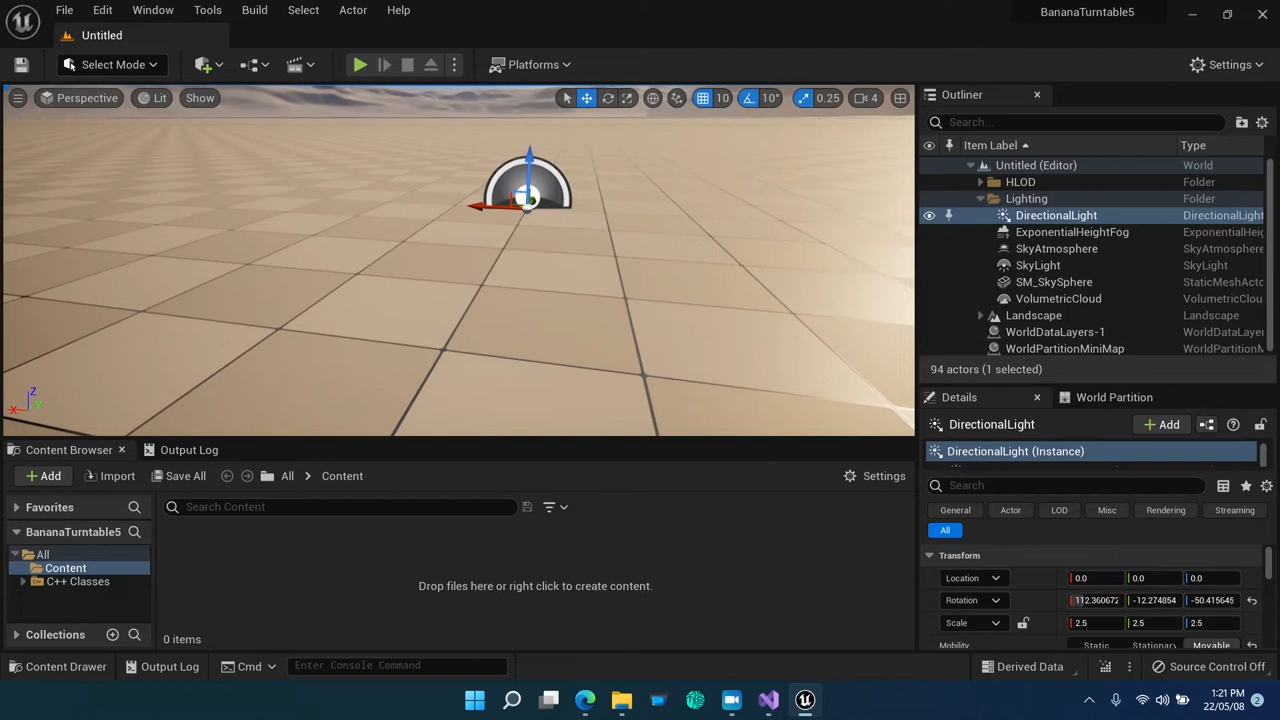 File Edit Window Tools Build Select Actor Help BananaTurntable5
Untitled
Select Mode Platforms Settings
Perspective Lit Show 10 10° 0.25 4
Outliner
Search...
Item Label Type
Untitled (Editor) World
HLOD Folder
Lighting Folder
DirectionalLight DirectionalLight
ExponentialHeightFog ExponentialHei
SkyAtmosphere SkyAtmosphere
SkyLight SkyLight
SM_SkySphere StaticMeshActo
VolumetricCloud VolumetricClou
Landscape Landscape
WorldDataLayers-1 WorldDataLaye
WorldPartitionMiniMap WorldPartitionM
94 actors (1 selected)
Details World Partition
DirectionalLight Add
DirectionalLight (Instance)
Search
General Actor LOD Misc Rendering Streaming
All
Transform
Location 0.0 0.0 0.0
Rotation 112.360672 -12.274854 -50.415645
Scale 2.5 2.5 2.5
Mobility Static Stationary Movable
Z
X Y
Content Browser Output Log
Add Import Save All All Content Settings
Favorites Search Content
BananaTurntable5
All
Content
C++ Classes
Drop files here or right click to create content.
Collections 0 items
Content Drawer Output Log Cmd Enter Console Command Derived Data Source Control Off
1:21 PM
22/05/08